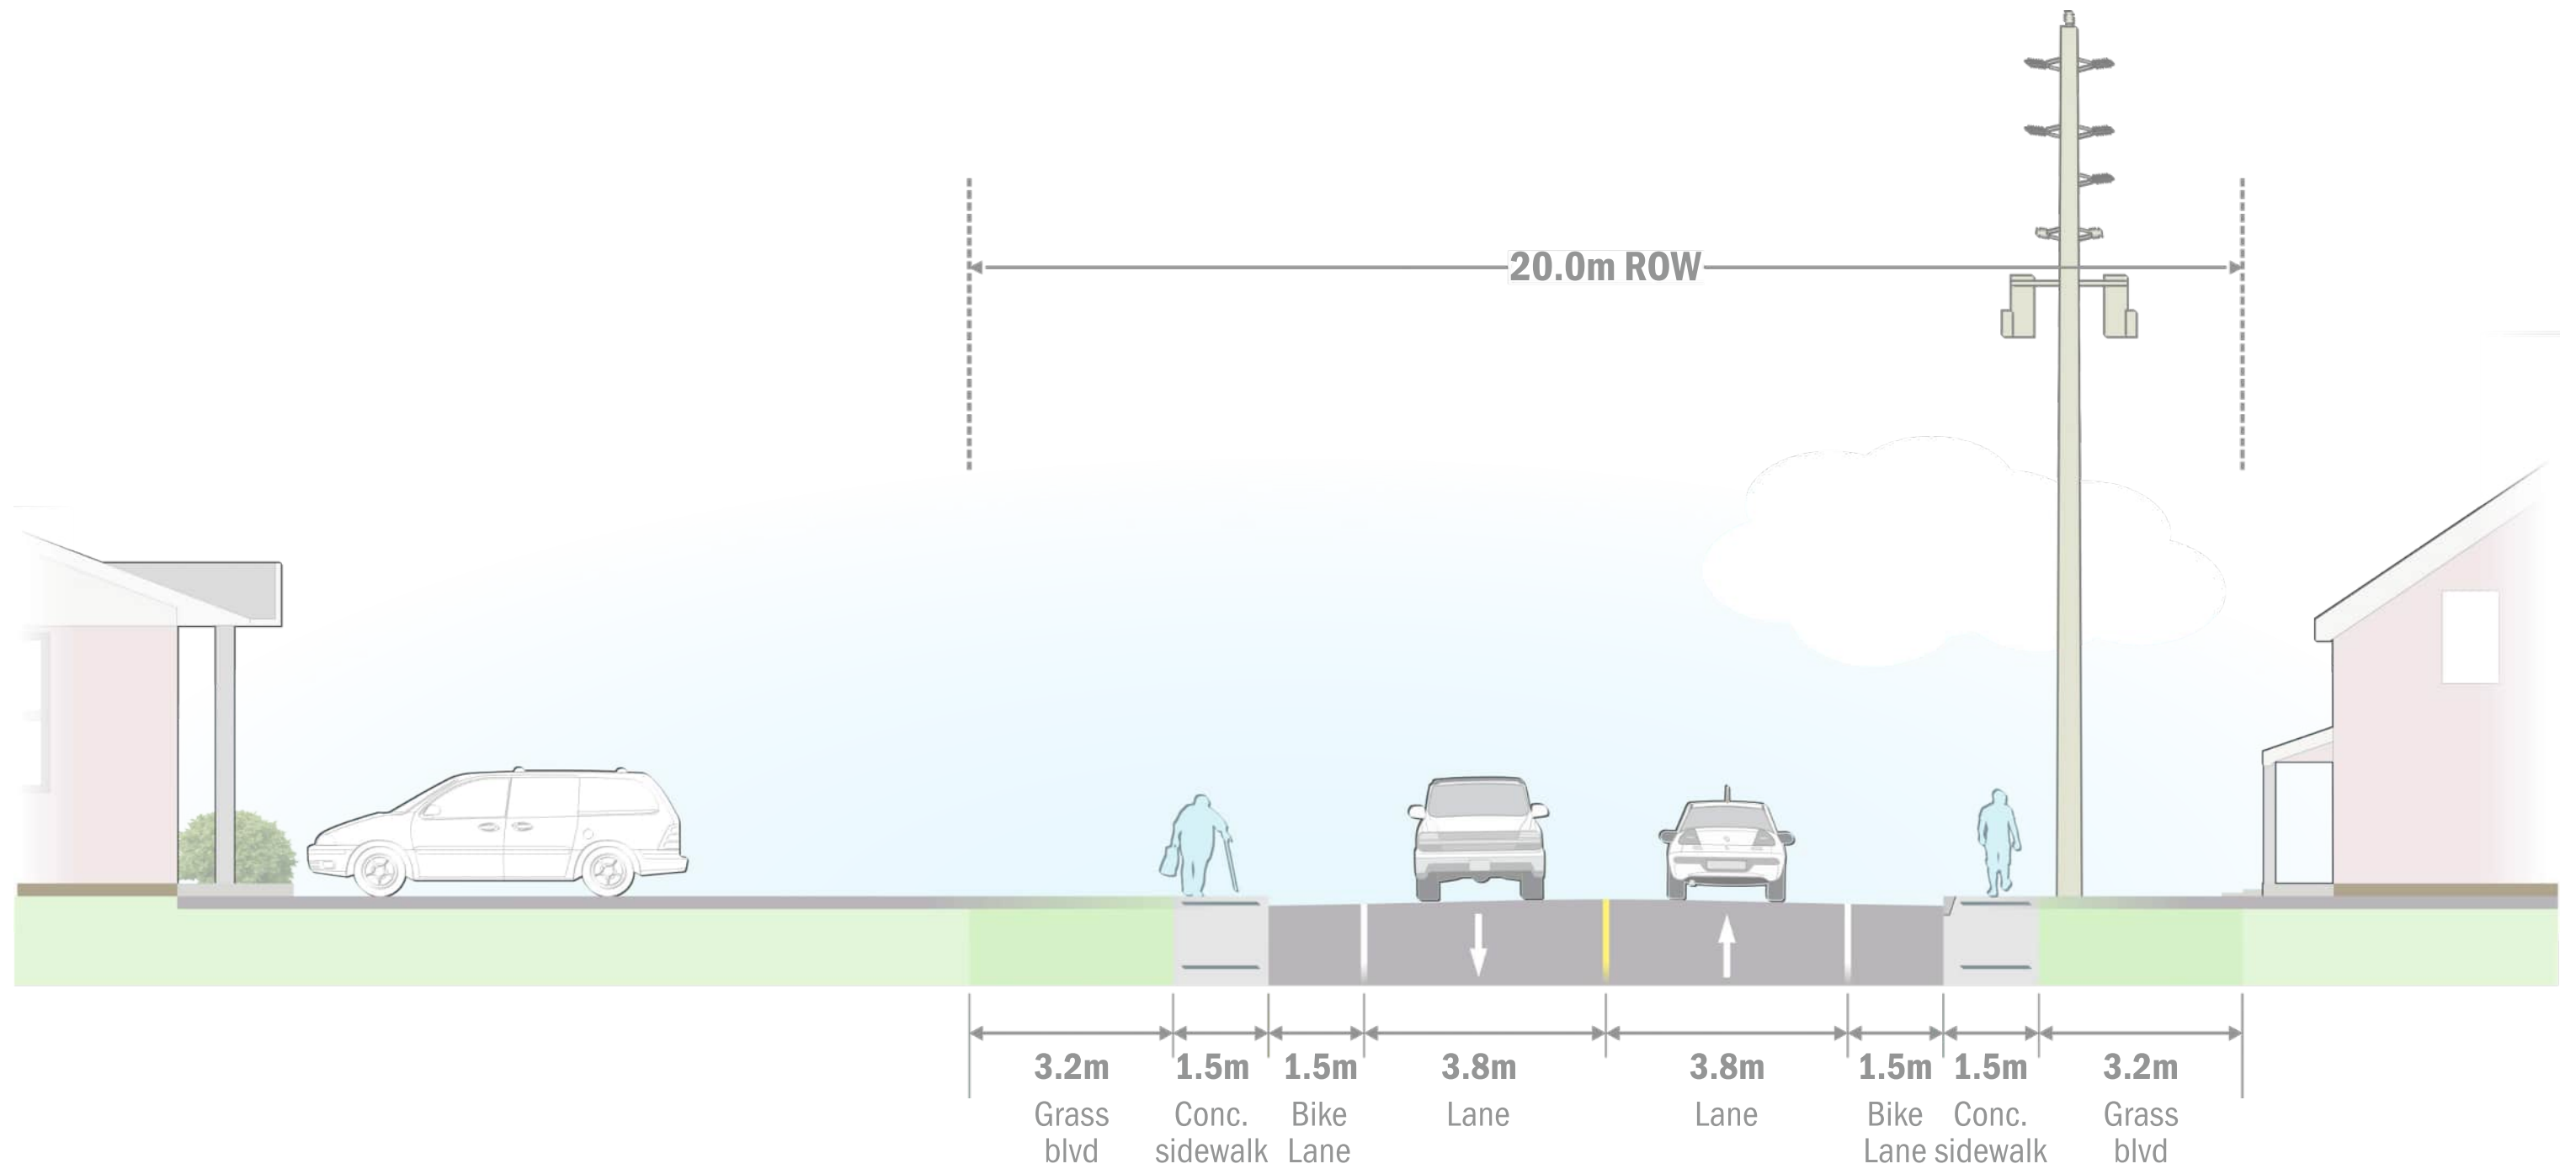 20.0m ROW
3.2m 1.5m 1.5m 3.8m 3.8m 1.5m 1.5m 3.2m
Grass Conc. Bike Lane Lane Bike Conc. Grass
blvd sidewalk Lane Lane sidewalk blvd